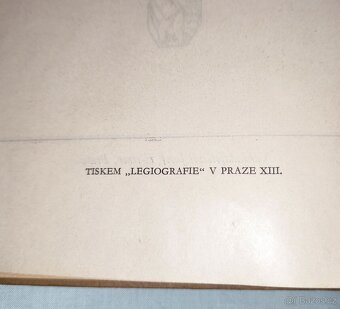 TISKEM „LEGIOGRAFIE“ V PRAZE XIII.